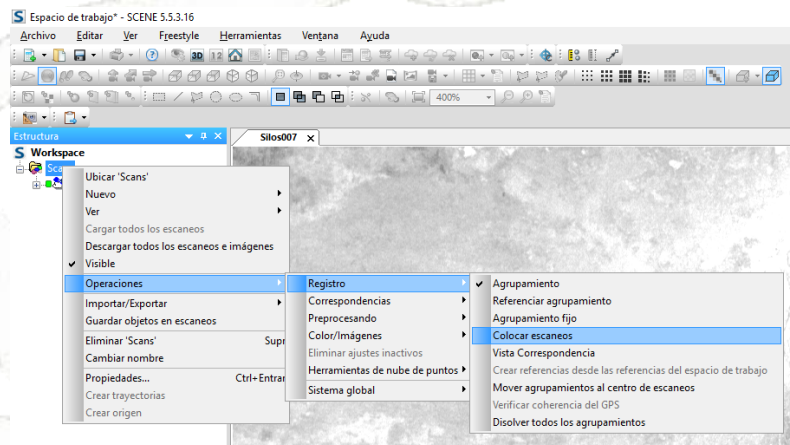 Espacio de trabajo* - SCENE 5.5.3.16
Archivo Editar Ver Freestyle Herramientas Ventana Ayuda
3D 12
400%
Estructura
Silos007 x
Workspace
Ubicar 'Scans'
Nuevo
Ver
Cargar todos los escaneos
Descargar todos los escaneos e imágenes
Visible
Operaciones
Importar/Exportar
Guardar objetos en escaneos
Eliminar 'Scans' Supr
Cambiar nombre
Propiedades... Ctrl+Entrar
Crear trayectorias
Crear origen
Registro
Correspondencias
Preprocesando
Color/Imágenes
Eliminar ajustes inactivos
Herramientas de nube de puntos
Sistema global
Agrupamiento
Referenciar agrupamiento
Agrupamiento fijo
Colocar escaneos
Vista Correspondencia
Crear referencias desde las referencias del espacio de trabajo
Mover agrupamientos al centro de escaneos
Verificar coherencia del GPS
Disolver todos los agrupamientos